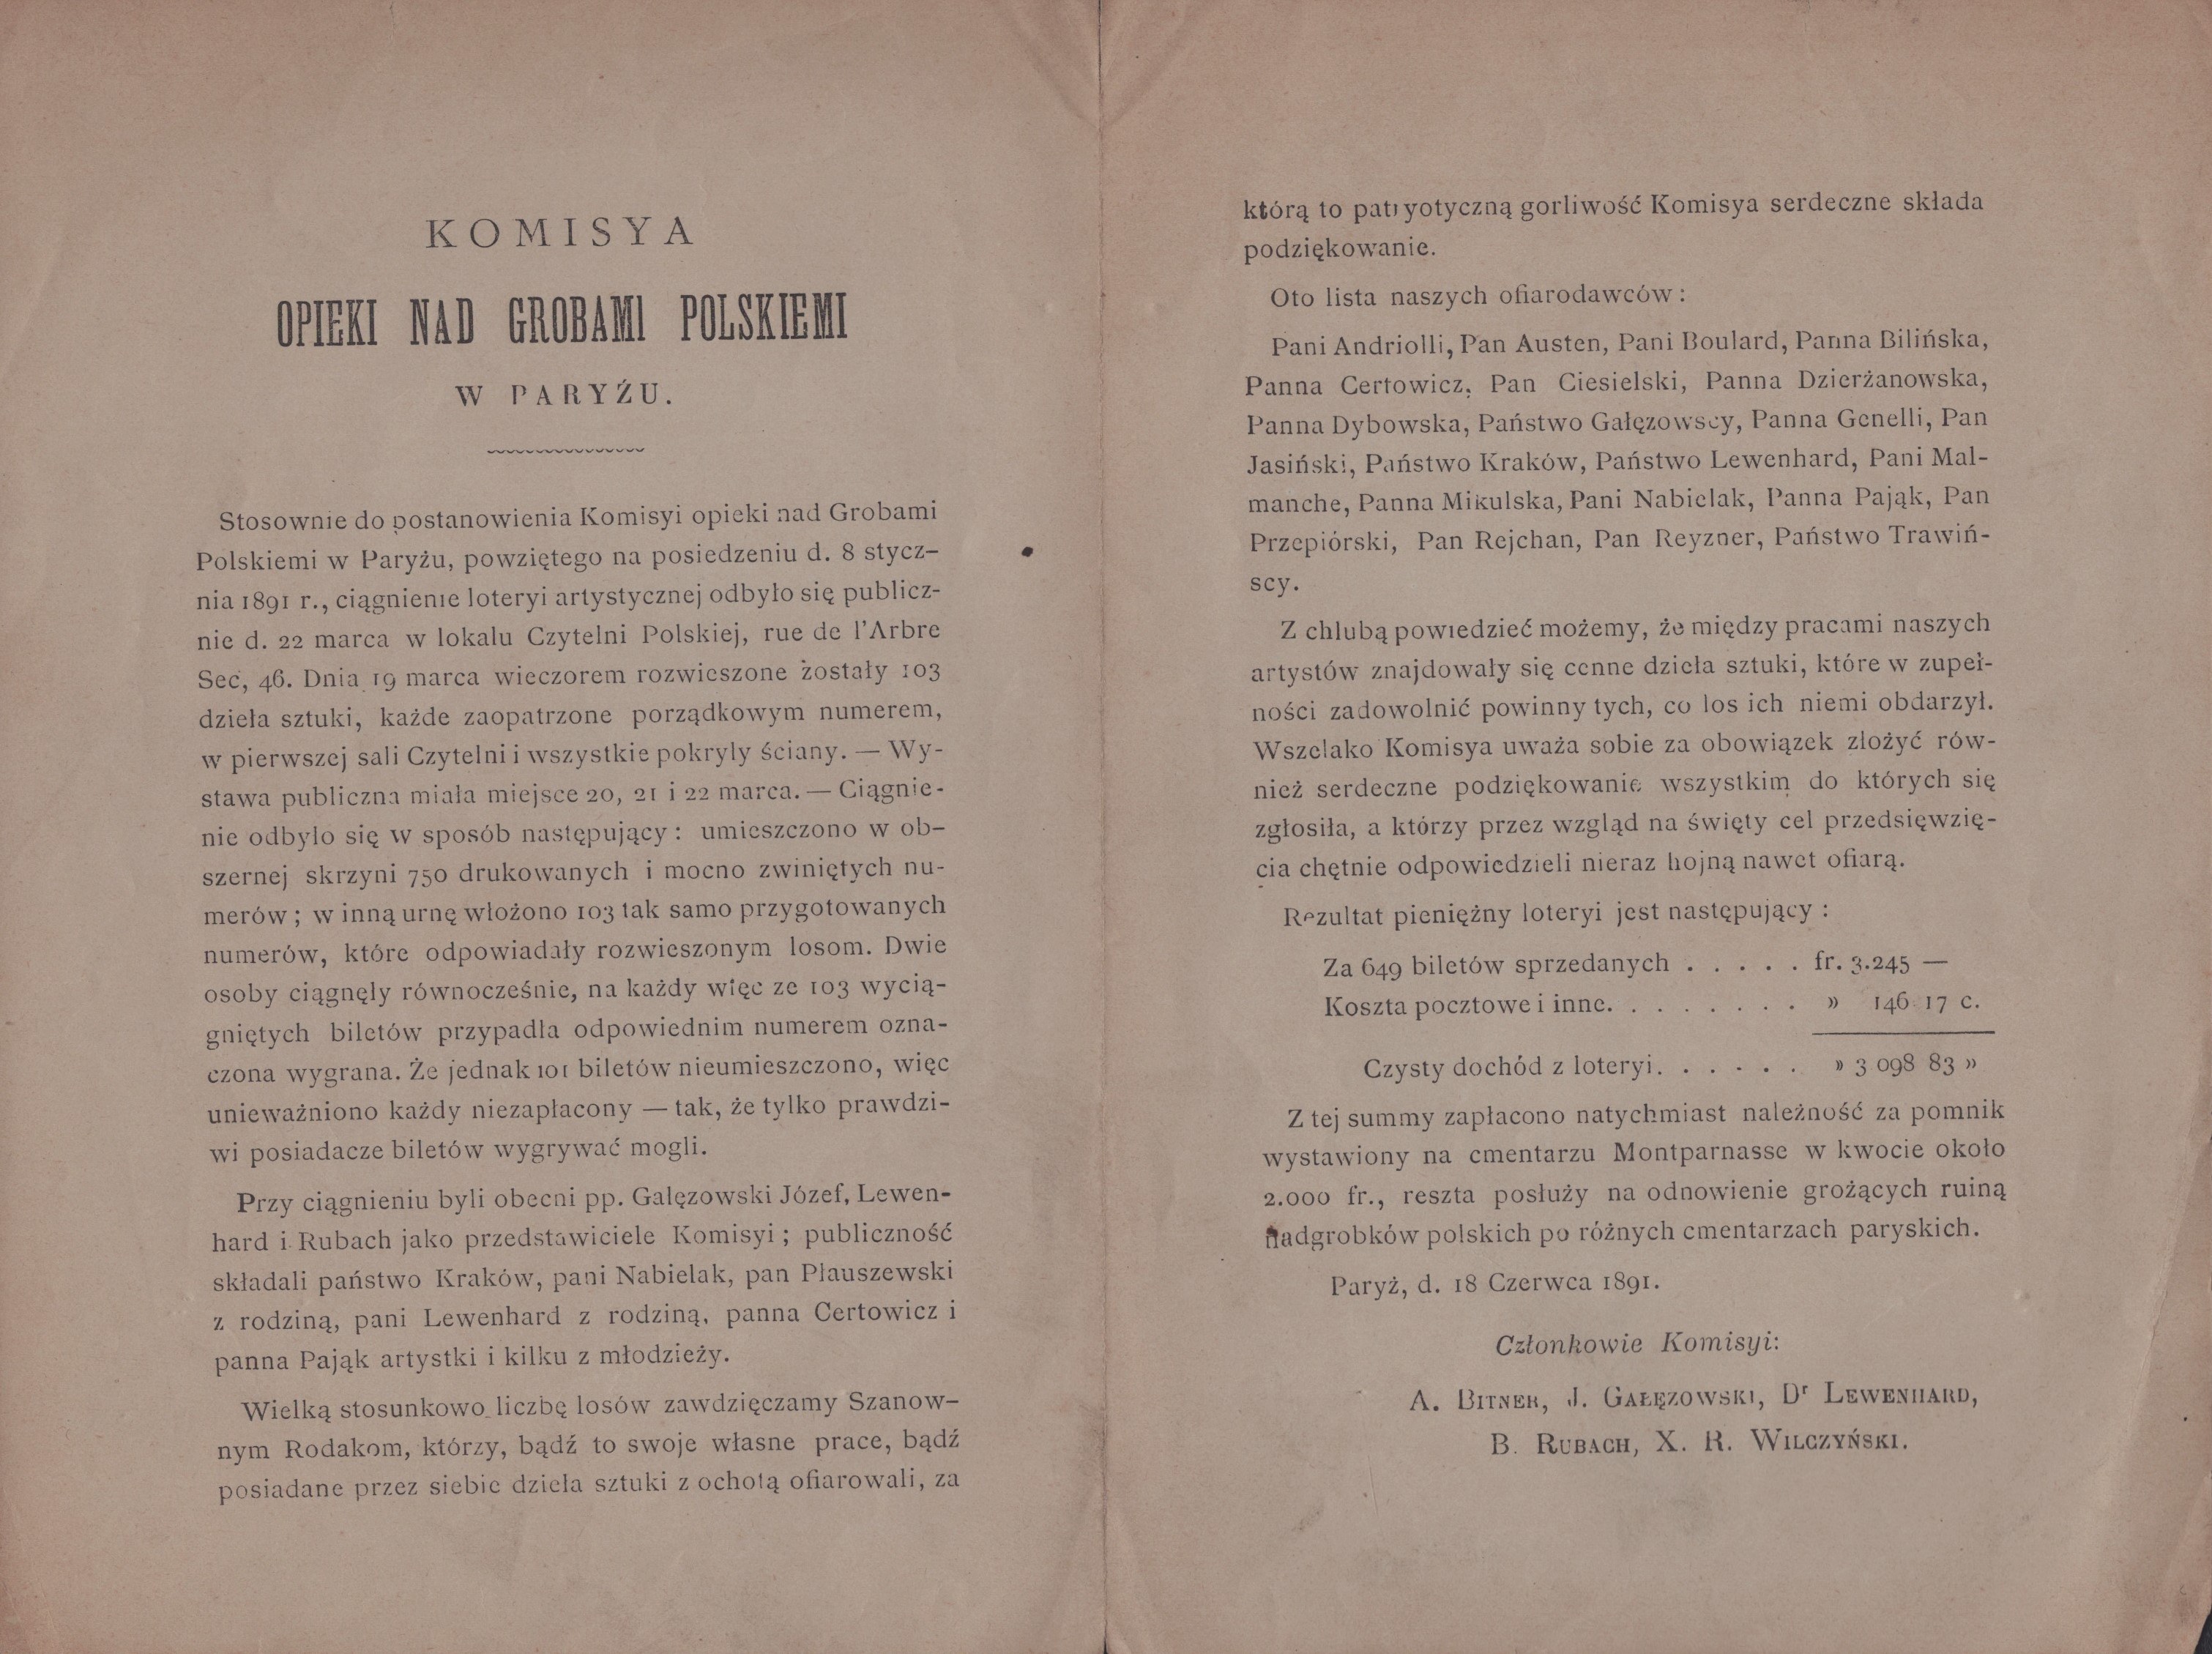 KOMISYA
OPIEKI NAD GROBAMI POLSKIEMI
W PARYŹU.
Stosownie do postanowienia Komisyi opieki nad Grobami
Polskiemi w Paryżu, powziętego na posiedzeniu d. 8 stycz-
nia 1891 r., ciągnienie loteryi artystycznej odbyło się publicz-
nie d. 22 marca w lokalu Czytelni Polskiej, rue de l'Arbre
Sec, 46. Dnia 19 marca wieczorem rozwieszone zostały 103
dzieła sztuki, każde zaopatrzone porządkowym numerem,
w pierwszej sali Czytelni i wszystkie pokryly ściany. — Wy-
stawa publiczna miała miejsce 20, 21 i 22 marca. — Ciągnie-
nie odbyło się w sposób następujący : umieszczono w ob-
szernej skrzyni 750 drukowanych i mocno zwiniętych nu-
merów ; w inną urnę włożono 103 tak samo przygotowanych
numerów, które odpowiadały rozwieszonym losom. Dwie
osoby ciągnęły równocześnie, na każdy więc ze 103 wycią-
gniętych biletów przypadła odpowiednim numerem ozna-
czona wygrana. Że jednak 101 biletów nieumieszczono, więc
unieważniono każdy niezapłacony — tak, że tylko prawdzi-
wi posiadacze biletów wygrywać mogli.
Przy ciągnieniu byli obecni pp. Gałęzowski Józef, Lewen-
hard i Rubach jako przedstawiciele Komisyi ; publiczność
składali państwo Kraków, pani Nabielak, pan Płauszewski
z rodziną, pani Lewenhard z rodziną, panna Certowicz i
panna Pająk artystki i kilku z młodzieży.
Wielką stosunkowo liczbę losów zawdzięczamy Szanow-
nym Rodakom, którzy, bądź to swoje własne prace, bądź
posiadane przez siebie dzieła sztuki z ochotą ofiarowali, za
którą to patryotyczną gorliwość Komisya serdeczne składa
podziękowanie.
Oto lista naszych ofiarodawców :
Pani Andriolli, Pan Austen, Pani Boulard, Panna Bilińska,
Panna Certowicz, Pan Ciesielski, Panna Dzierżanowska,
Panna Dybowska, Państwo Gałęzowscy, Panna Genelli, Pan
Jasiński, Państwo Kraków, Państwo Lewenhard, Pani Mal-
manche, Panna Mikulska, Pani Nabielak, Panna Pająk, Pan
Przepiórski, Pan Rejchan, Pan Reyzner, Państwo Trawiń-
scy.
Z chlubą powiedzieć możemy, że między pracami naszych
artystów znajdowały się cenne dzieła sztuki, które w zupeł-
ności zadowolnić powinny tych, co los ich niemi obdarzył.
Wszelako Komisya uważa sobie za obowiązek złożyć rów-
nież serdeczne podziękowanie wszystkim do których się
zgłosiła, a którzy przez wzgląd na święty cel przedsięwzię-
cia chętnie odpowiedzieli nieraz hojną nawet ofiarą.
Rezultat pieniężny loteryi jest następujący :
Za 649 biletów sprzedanych . . . . . fr. 3.245 —
Koszta pocztowe i inne. . . . . . . . » 146 17 c.
Czysty dochód z loteryi. . . . . . » 3 098 83 »
Z tej summy zapłacono natychmiast należność za pomnik
wystawiony na cmentarzu Montparnasse w kwocie około
2.000 fr., reszta posłuży na odnowienie grożących ruiną
nadgrobków polskich po różnych cmentarzach paryskich.
Paryż, d. 18 Czerwca 1891.
Członkowie Komisyi:
A. BITNER, J. GAŁĘZOWSKI, Dr LEWENHARD,
B. RUBACH, X. R. WILCZYŃSKI.